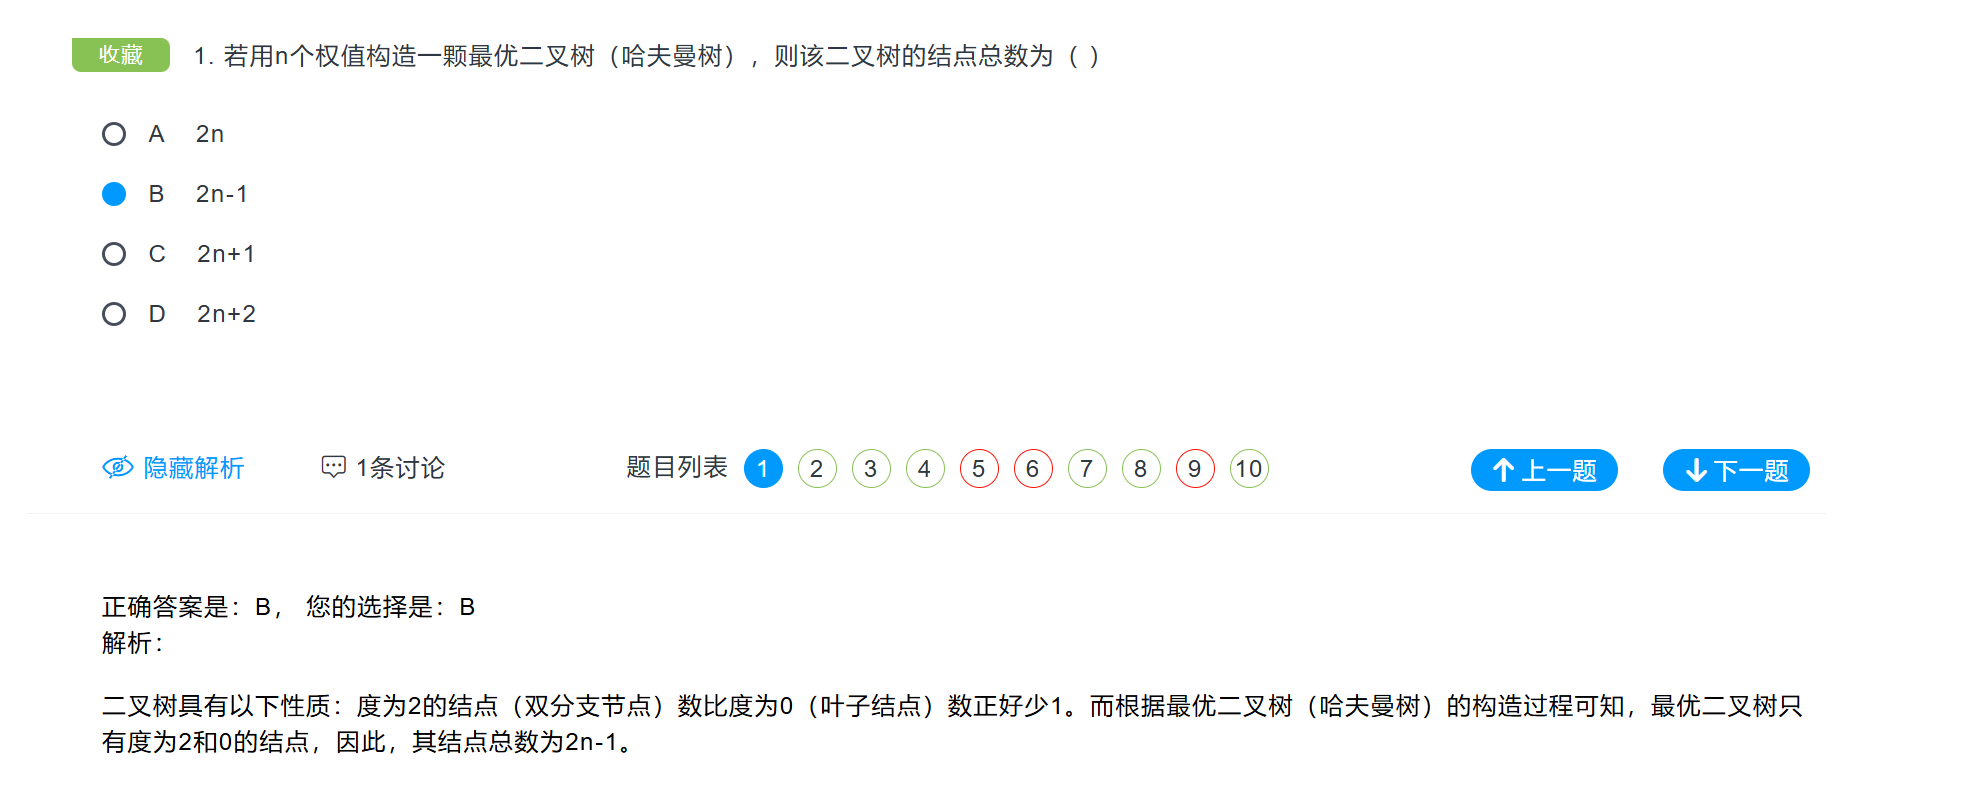 收藏 1. 若用n个权值构造一颗最优二叉树（哈夫曼树），则该二叉树的结点总数为（ ）
A 2n
B 2n-1
C 2n+1
D 2n+2
隐藏解析 1条讨论 题目列表 1 2 3 4 5 6 7 8 9 10 上一题 下一题
正确答案是：B， 您的选择是：B
解析：
二叉树具有以下性质：度为2的结点（双分支节点）数比度为0（叶子结点）数正好少1。而根据最优二叉树（哈夫曼树）的构造过程可知，最优二叉树只
有度为2和0的结点，因此，其结点总数为2n-1。